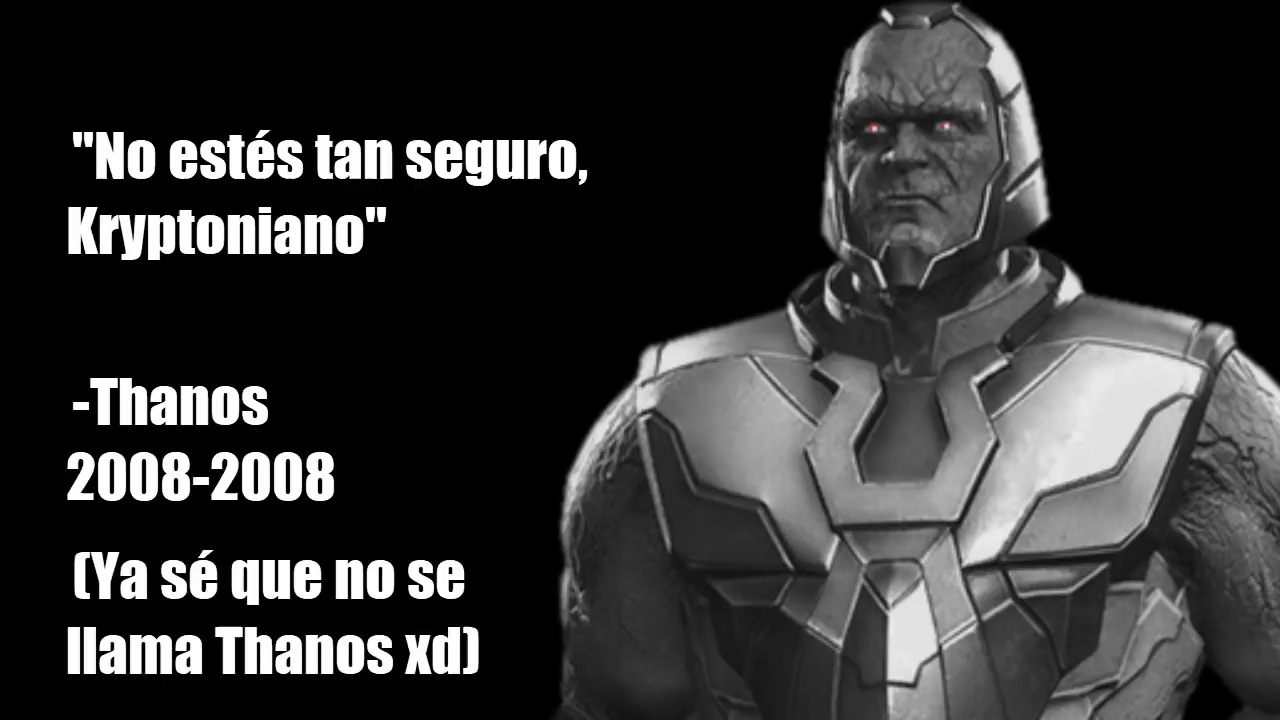 "No estés tan seguro,
Kryptoniano"
-Thanos
2008-2008
(Ya sé que no se
llama Thanos xd)